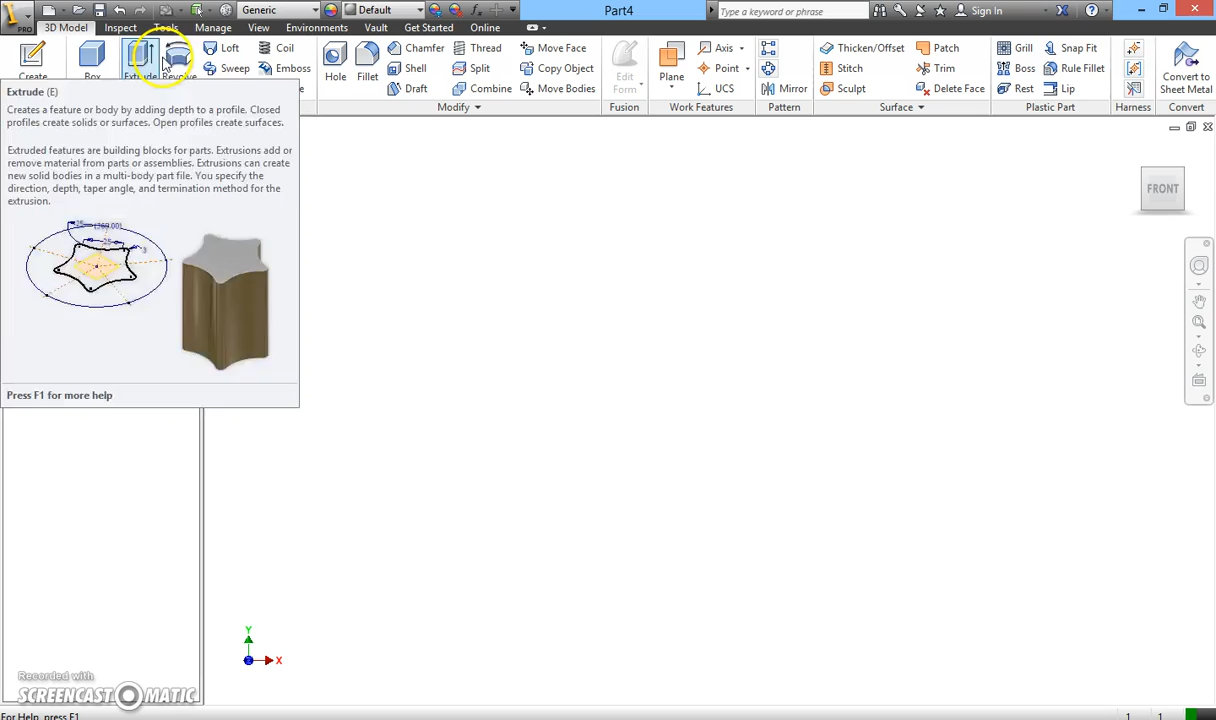 PRO
Generic
Default
Part4
Type a keyword or phrase
Sign In
3D Model
Inspect
Tools
Manage
View
Environments
Vault
Get Started
Online
Create
Box
Extrude
Revolve
Loft
Coil
Sweep
Emboss
Hole
Fillet
Chamfer
Thread
Move Face
Shell
Split
Copy Object
Draft
Combine
Move Bodies
Modify
Edit
Form
Fusion
Plane
Axis
Point
UCS
Work Features
Mirror
Pattern
Thicken/Offset
Patch
Stitch
Trim
Sculpt
Delete Face
Surface
Grill
Snap Fit
Boss
Rule Fillet
Rest
Lip
Plastic Part
Harness
Convert to
Sheet Metal
Convert
Extrude (E)
Creates a feature or body by adding depth to a profile. Closed
profiles create solids or surfaces. Open profiles create surfaces.
Extruded features are building blocks for parts. Extrusions add or
remove material from parts or assemblies. Extrusions can create
new solid bodies in a multi-body part file. You specify the
direction, depth, taper angle, and termination method for the
extrusion.
(360.00)
25
3
Press F1 for more help
FRONT
Y
X
Recorded with
SCREENCAST MATIC
For Help, press F1
1
1